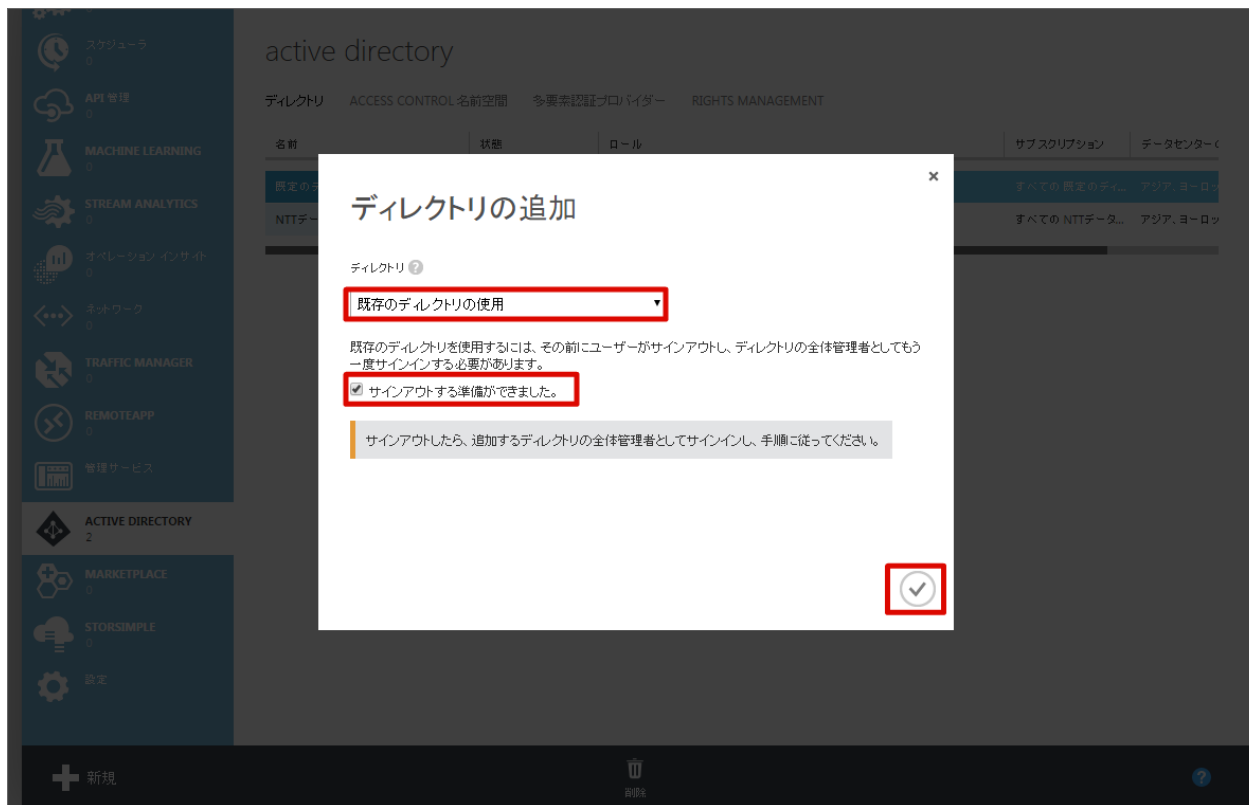 スケジューラ
0
API 管理
0
MACHINE LEARNING
0
STREAM ANALYTICS
0
オペレーション インサイト
0
ネットワーク
0
TRAFFIC MANAGER
0
REMOTEAPP
0
管理サービス
0
ACTIVE DIRECTORY
2
MARKETPLACE
0
STORSIMPLE
0
設定
active directory
ディレクトリ ACCESS CONTROL 名前空間 多要素認証プロバイダー RIGHTS MANAGEMENT
名前 状態 ロール サブスクリプション データセンター
既定の すべての 既定のディ... アジア, ヨーロッ
NTTデー すべての NTTデータ... アジア, ヨーロッ
×
ディレクトリの追加
ディレクトリ ?
既存のディレクトリの使用 ▼
既存のディレクトリを使用するには、その前にユーザーがサインアウトし、ディレクトリの全体管理者としてもう
一度サインインする必要があります。
サインアウトする準備ができました。
サインアウトしたら、追加するディレクトリの全体管理者としてサインインし、手順に従ってください。
新規
削除
?